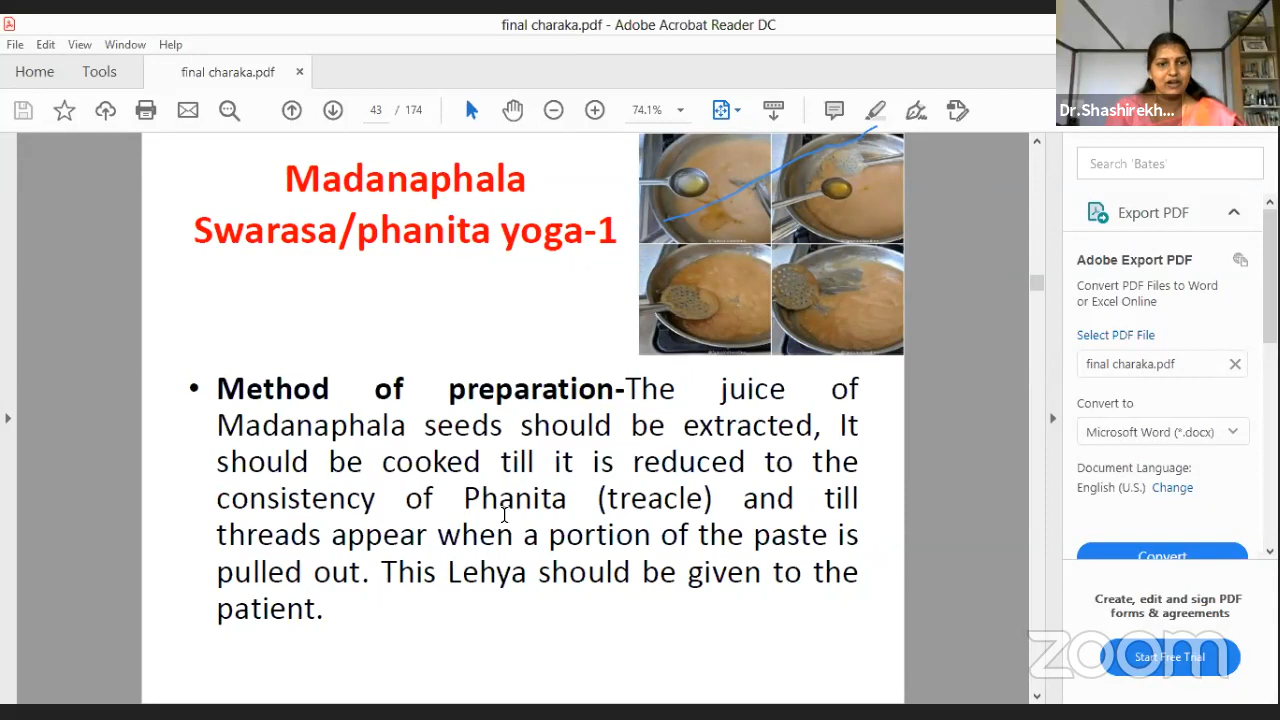 final charaka.pdf - Adobe Acrobat Reader DC
File Edit View Window Help
Home Tools final charaka.pdf ×
43 / 174 74.1%
Dr.Shashirekh...
Madanaphala
Swarasa/phanita yoga-1
• Method of preparation-The juice of
Madanaphala seeds should be extracted, It
should be cooked till it is reduced to the
consistency of Phanita (treacle) and till
threads appear when a portion of the paste is
pulled out. This Lehya should be given to the
patient.
Search 'Bates'
Export PDF
Adobe Export PDF
Convert PDF Files to Word
or Excel Online
Select PDF File
final charaka.pdf
Convert to
Microsoft Word (*.docx)
Document Language:
English (U.S.) Change
Convert
Create, edit and sign PDF
forms & agreements
Start Free Trial
zoom